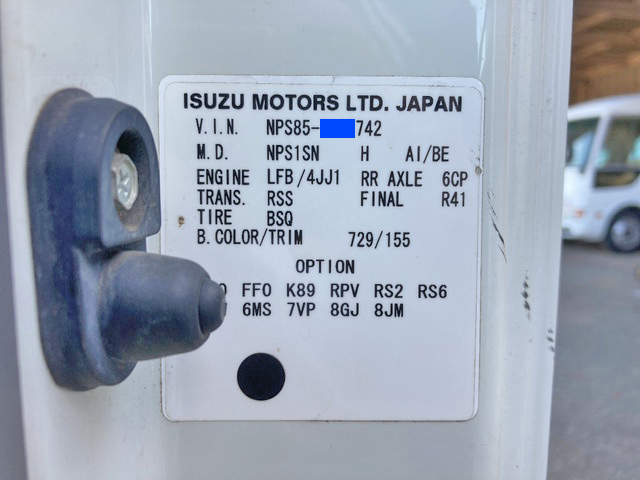 ISUZU MOTORS LTD. JAPAN
V.I.N. NPS85- 742
M.D. NPS1SN H AI/BE
ENGINE LFB/4JJ1 RR AXLE 6CP
TRANS. RSS FINAL R41
TIRE BSQ
B.COLOR/TRIM 729/155
OPTION
FFO K89 RPV RS2 RS6
6MS 7VP 8GJ 8JM